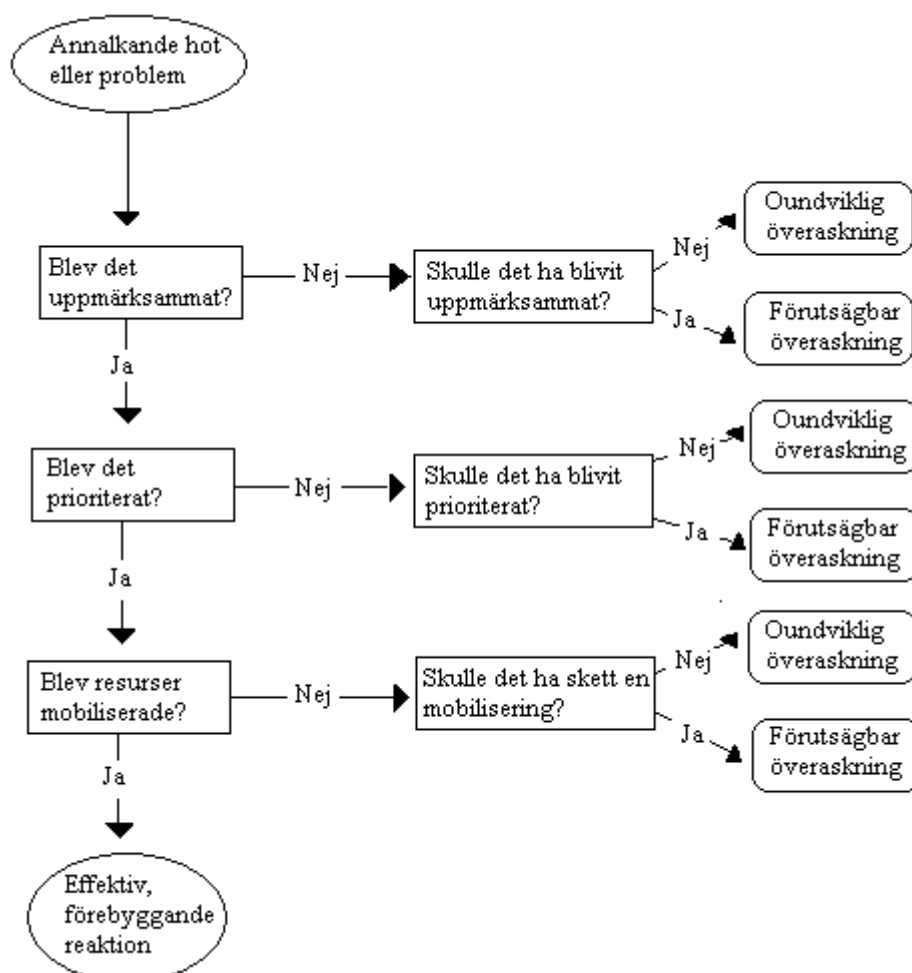 Annalkande hot
eller problem
Blev det
uppmärksammat?
Nej
Skulle det ha blivit
uppmärksammat?
Nej
Oundviklig
överaskning
Ja
Förutsägbar
överaskning
Ja
Blev det
prioriterat?
Nej
Skulle det ha blivit
prioriterat?
Nej
Oundviklig
överaskning
Ja
Förutsägbar
överaskning
Ja
Blev resurser
mobiliserade?
Nej
Skulle det ha skett en
mobilisering?
Nej
Oundviklig
överaskning
Ja
Förutsägbar
överaskning
Ja
Effektiv,
förebyggande
reaktion